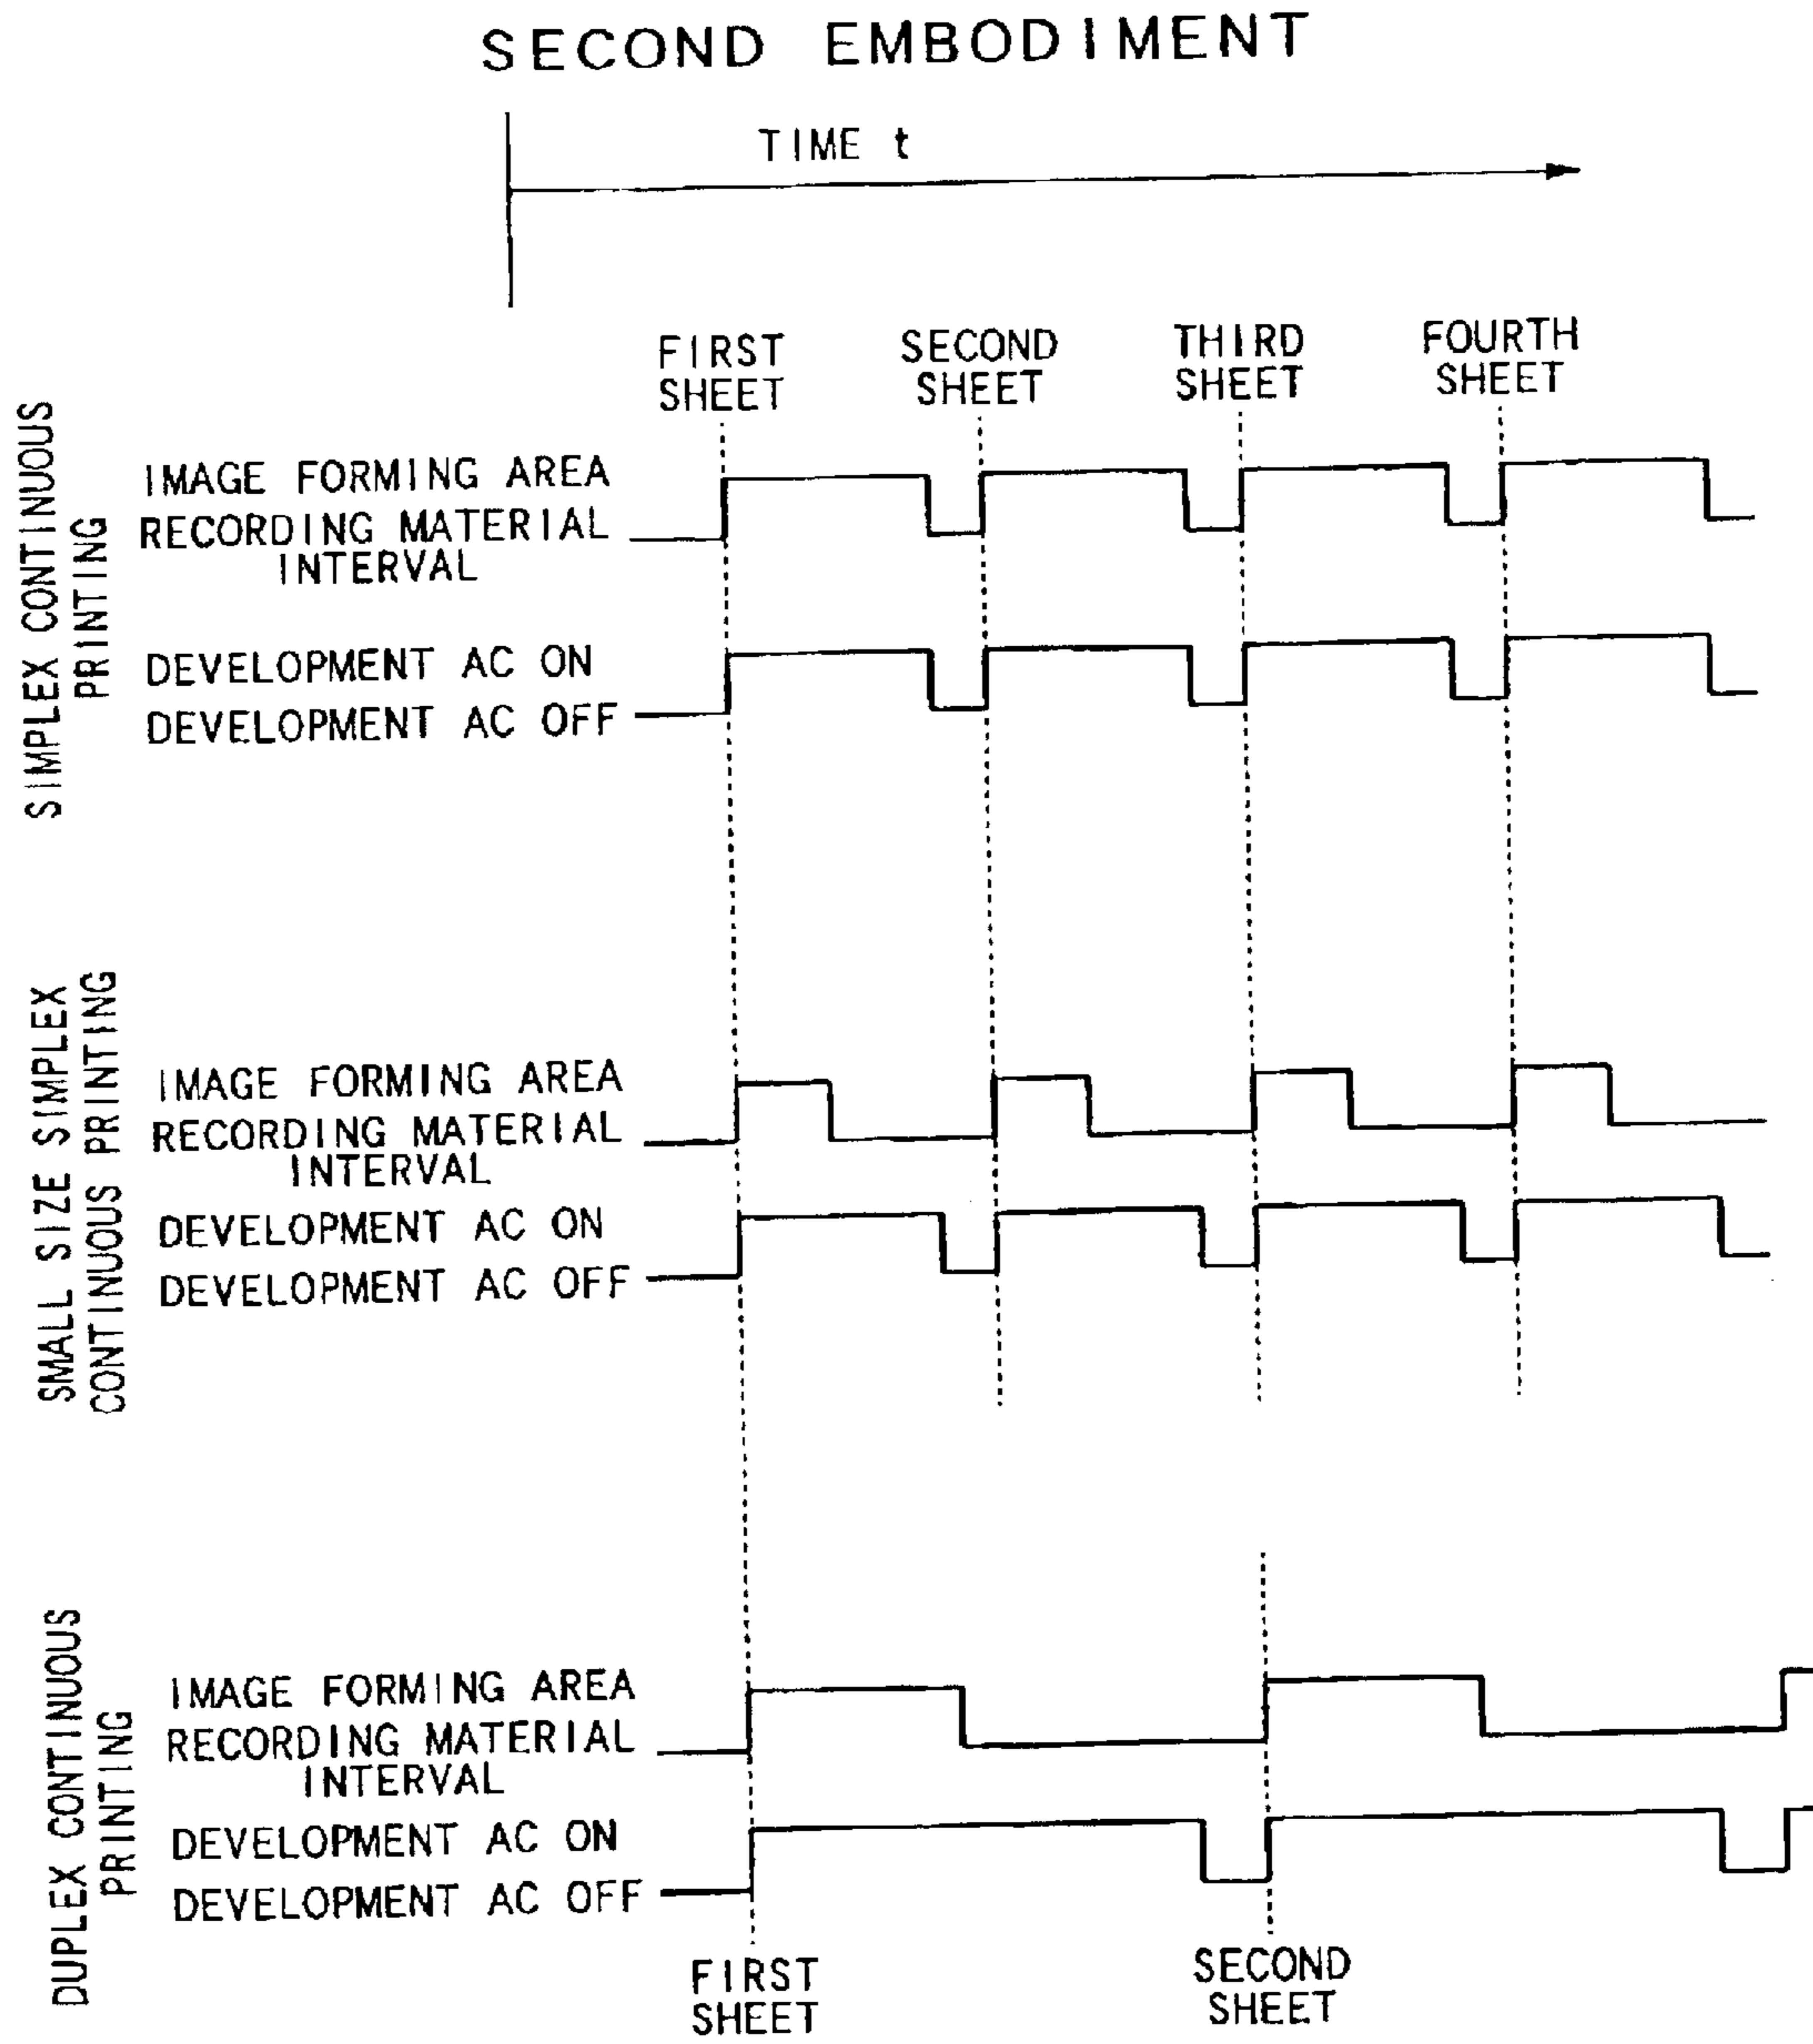 SECOND EMBODIMENT
TIME t
FIRST
SHEET
SECOND
SHEET
THIRD
SHEET
FOURTH
SHEET
SIMPLEX CONTINUOUS
PRINTING
IMAGE FORMING AREA
RECORDING MATERIAL
INTERVAL
DEVELOPMENT AC ON
DEVELOPMENT AC OFF
SMALL SIZE SIMPLEX
CONTINUOUS PRINTING
IMAGE FORMING AREA
RECORDING MATERIAL
INTERVAL
DEVELOPMENT AC ON
DEVELOPMENT AC OFF
DUPLEX CONTINUOUS
PRINTING
IMAGE FORMING AREA
RECORDING MATERIAL
INTERVAL
DEVELOPMENT AC ON
DEVELOPMENT AC OFF
FIRST
SHEET
SECOND
SHEET